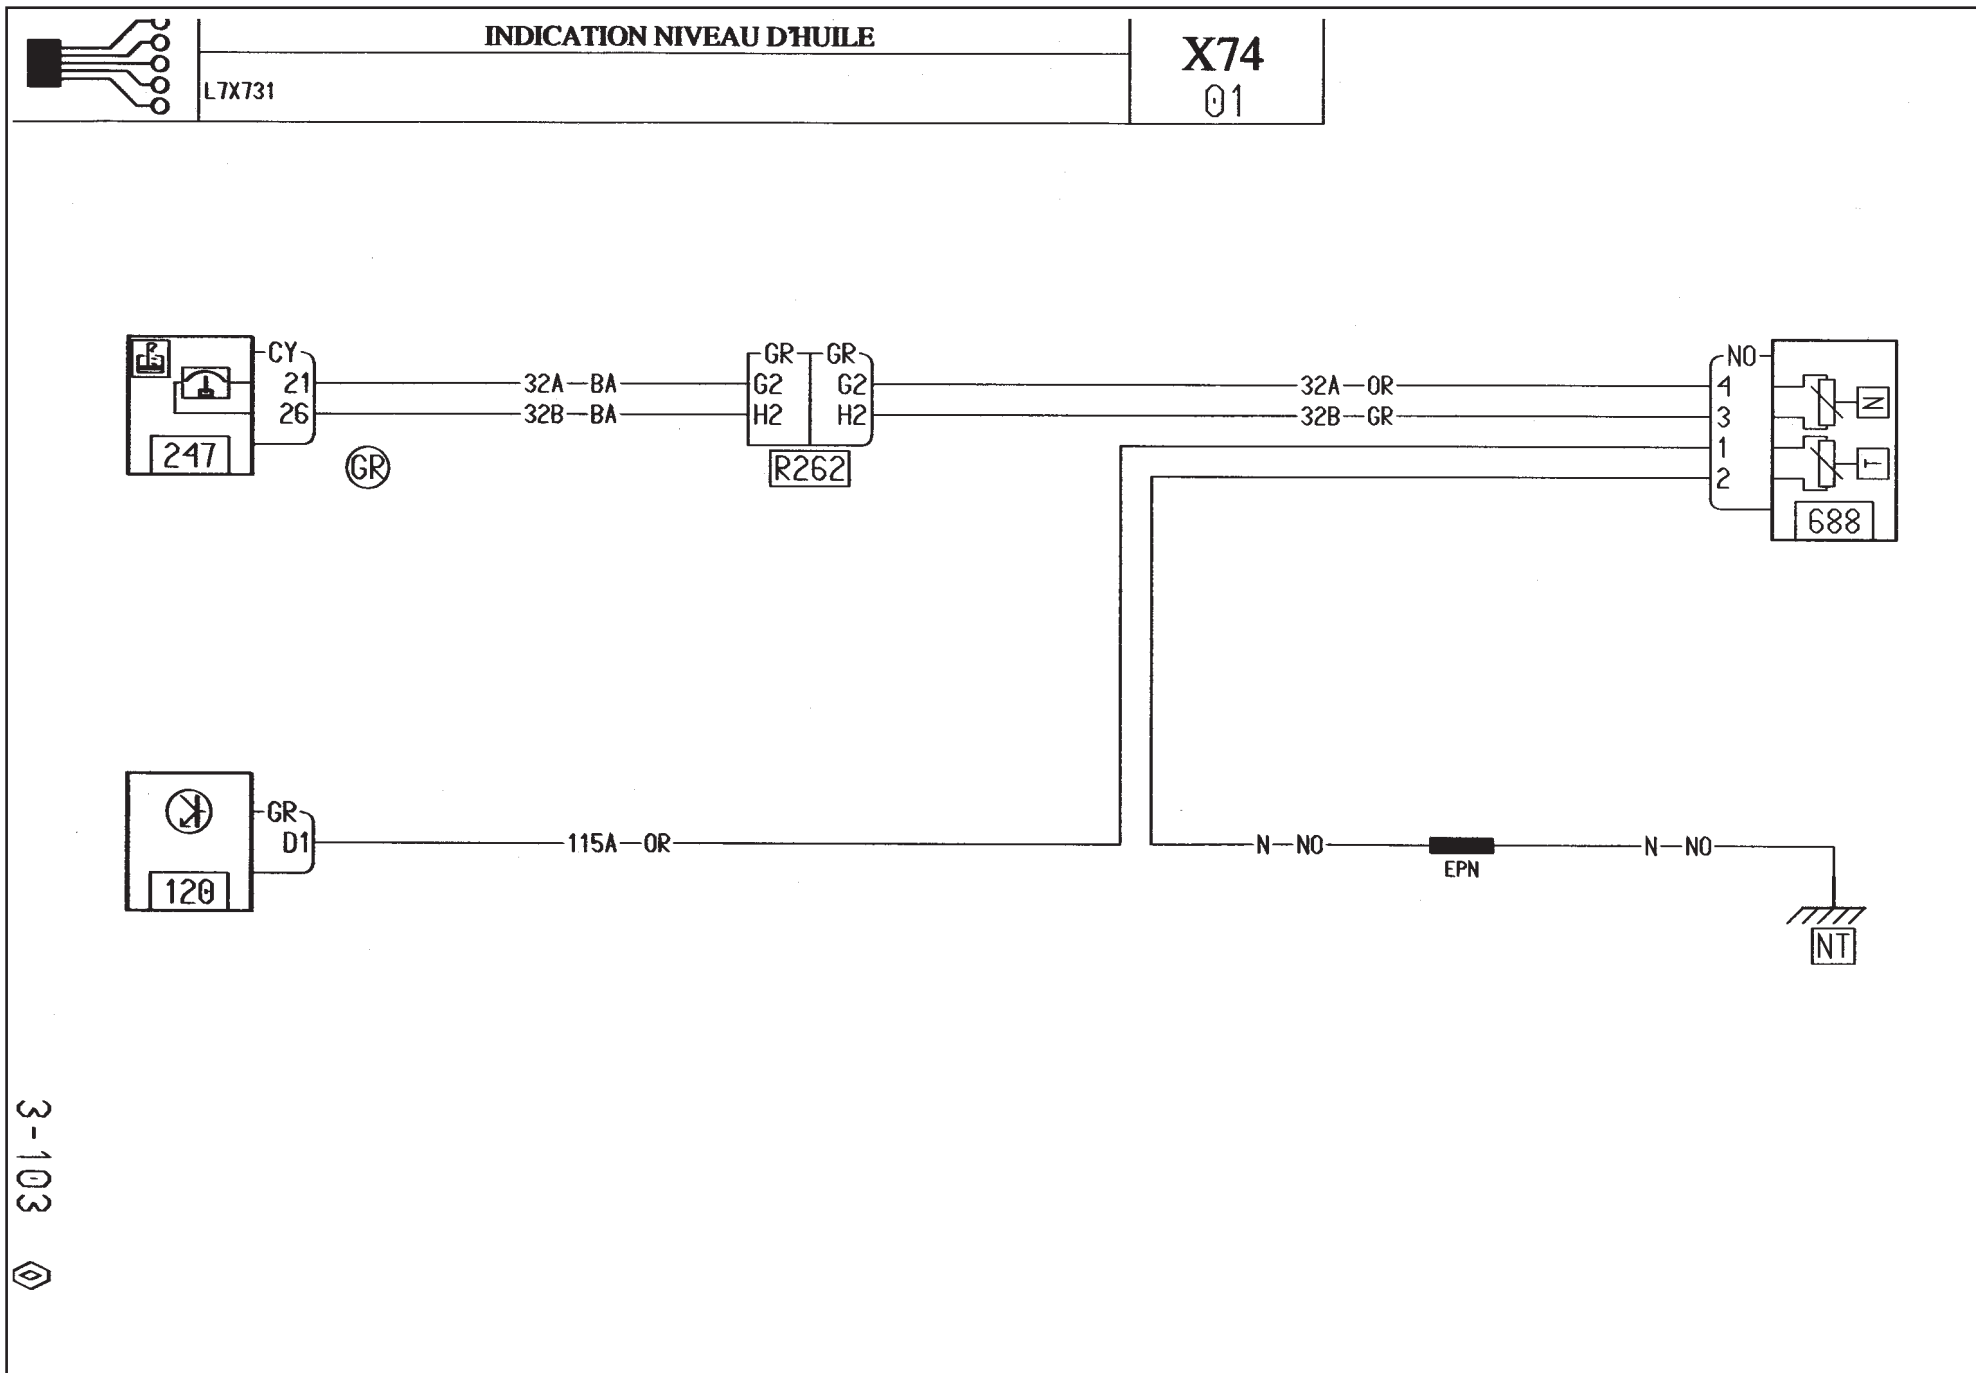 INDICATION NIVEAU D'HUILE
L7X731
X74
01
CY
21
26
247
GR
32A BA
32B BA
GR GR
G2 G2
H2 H2
R262
32A OR
32B GR
NO
4
3
1
2
N
T
688
GR
D1
120
115A OR
N NO
EPN
N NO
NT
3-103